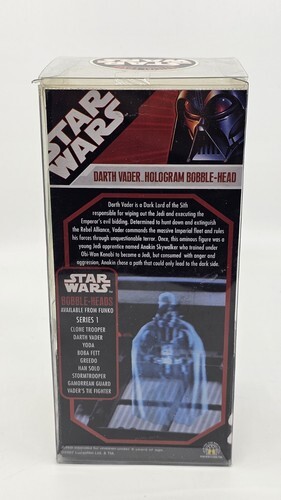 STAR
WARS
DARTH VADER, HOLOGRAM BOBBLE-HEAD
Darth Vader is a Dark Lord of the Sith
responsible for wiping out the Jedi and executing the
Emperor's evil bidding. Determined to hunt down and extinguish
the Rebel Alliance, Vader commands the massive Imperial fleet and rules
his forces through unquestionable terror. Once, this ominous figure was a
young Jedi apprentice named Anakin Skywalker who trained under
Obi-Wan Kenobi to become a Jedi, but consumed with anger and
aggression, Anakin chose a path that could only lead to the dark side.
STAR
WARS
BOBBLE-HEADS
AVAILABLE FROM FUNKO
SERIES 1
CLONE TROOPER
DARTH VADER
YODA
BOBA FETT
GREEDO
HAN SOLO
STORMTROOPER
GAMORREAN GUARD
VADER'S TIE FIGHTER